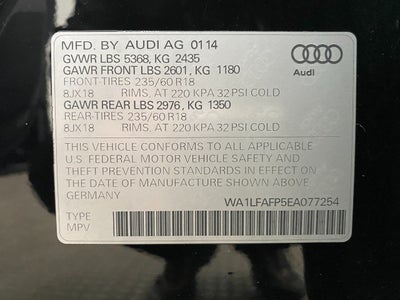 MFD. BY AUDI AG 01 14
GVWR LBS 5368, KG 2435
GAWR FRONT LBS 2601, KG 1180
FRONT-TIRES 235/60 R18
8JX18 RIMS, AT 220 KPA 32 PSI COLD
GAWR REAR LBS 2976, KG 1350
REAR-TIRES 235/60 R18
8JX18 RIMS, AT 220 KPA 32 PSI COLD
Audi
THIS VEHICLE CONFORMS TO ALL APPLICABLE
U.S. FEDERAL MOTOR VEHICLE SAFETY AND
THEFT PREVENTION STANDARDS IN EFFECT ON
THE DATE OF MANUFACTURE SHOWN ABOVE.
Germany
WA1LFAFP5EA077254
TYPE
MPV